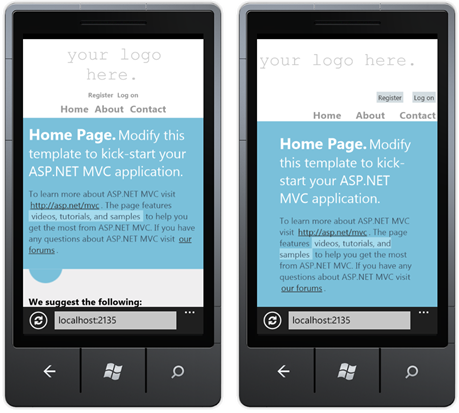 your logo
here.
Register Log on
Home About Contact
Home Page. Modify this
template to kick-start your
ASP.NET MVC application.
To learn more about ASP.NET MVC visit
http://asp.net/mvc . The page features
videos, tutorials, and samples to help you
get the most from ASP.NET MVC. If you have
any questions about ASP.NET MVC visit our
forums .
We suggest the following:
localhost:2135
your logo
here.
Register Log on
Home About Contact
Home Page. Modify
this template to kick-
start your ASP.NET
MVC application.
To learn more about ASP.NET MVC
visit http://asp.net/mvc . The page
features videos, tutorials, and
samples to help you get the most
from ASP.NET MVC. If you have any
questions about ASP.NET MVC visit
our forums .
localhost:2135